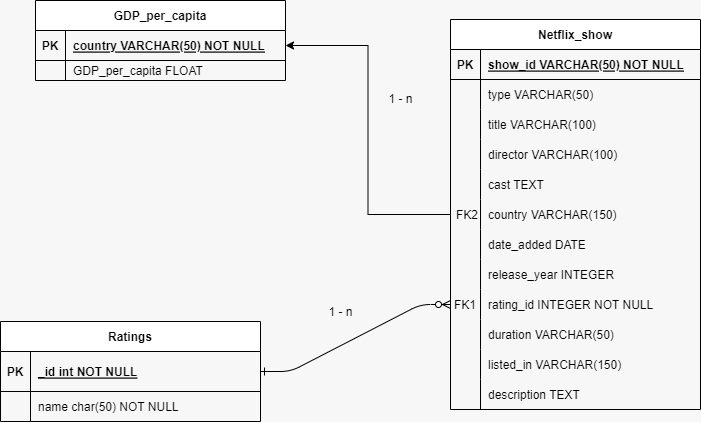 GDP_per_capita
PK country VARCHAR(50) NOT NULL
GDP_per_capita FLOAT
1 - n
Netflix_show
PK show_id VARCHAR(50) NOT NULL
type VARCHAR(50)
title VARCHAR(100)
director VARCHAR(100)
cast TEXT
FK2 country VARCHAR(150)
date_added DATE
release_year INTEGER
FK1 rating_id INTEGER NOT NULL
duration VARCHAR(50)
listed_in VARCHAR(150)
description TEXT
1 - n
Ratings
PK _id int NOT NULL
name char(50) NOT NULL